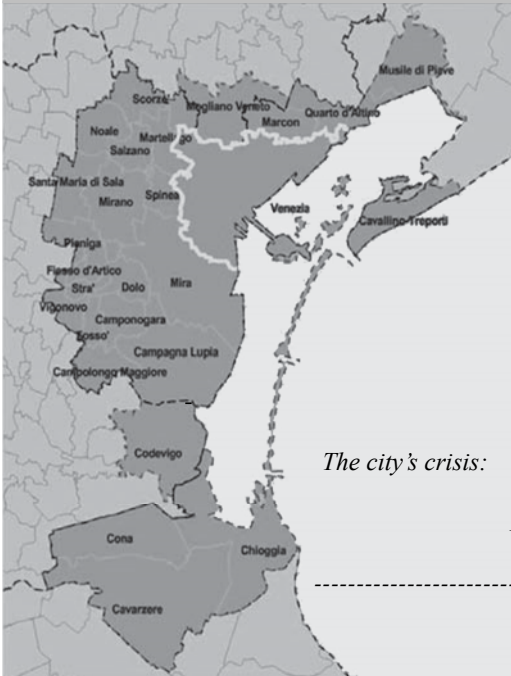 Musile di Piave
Scorzè
Mogliano Veneto
Quarto d'Altino
Marcon
Noale
Martellago
Salzano
Santa Maria di Sala
Spinea
Mirano
Venezia
Cavallino-Treporti
Pianiga
Fiesso d'Artico
Mira
Stra'
Dolo
Vigonovo
Camponogara
Fosso'
Campagna Lupia
Campolongo Maggiore
Codevigo
The city's crisis:
Cona
Chioggia
Cavarzere